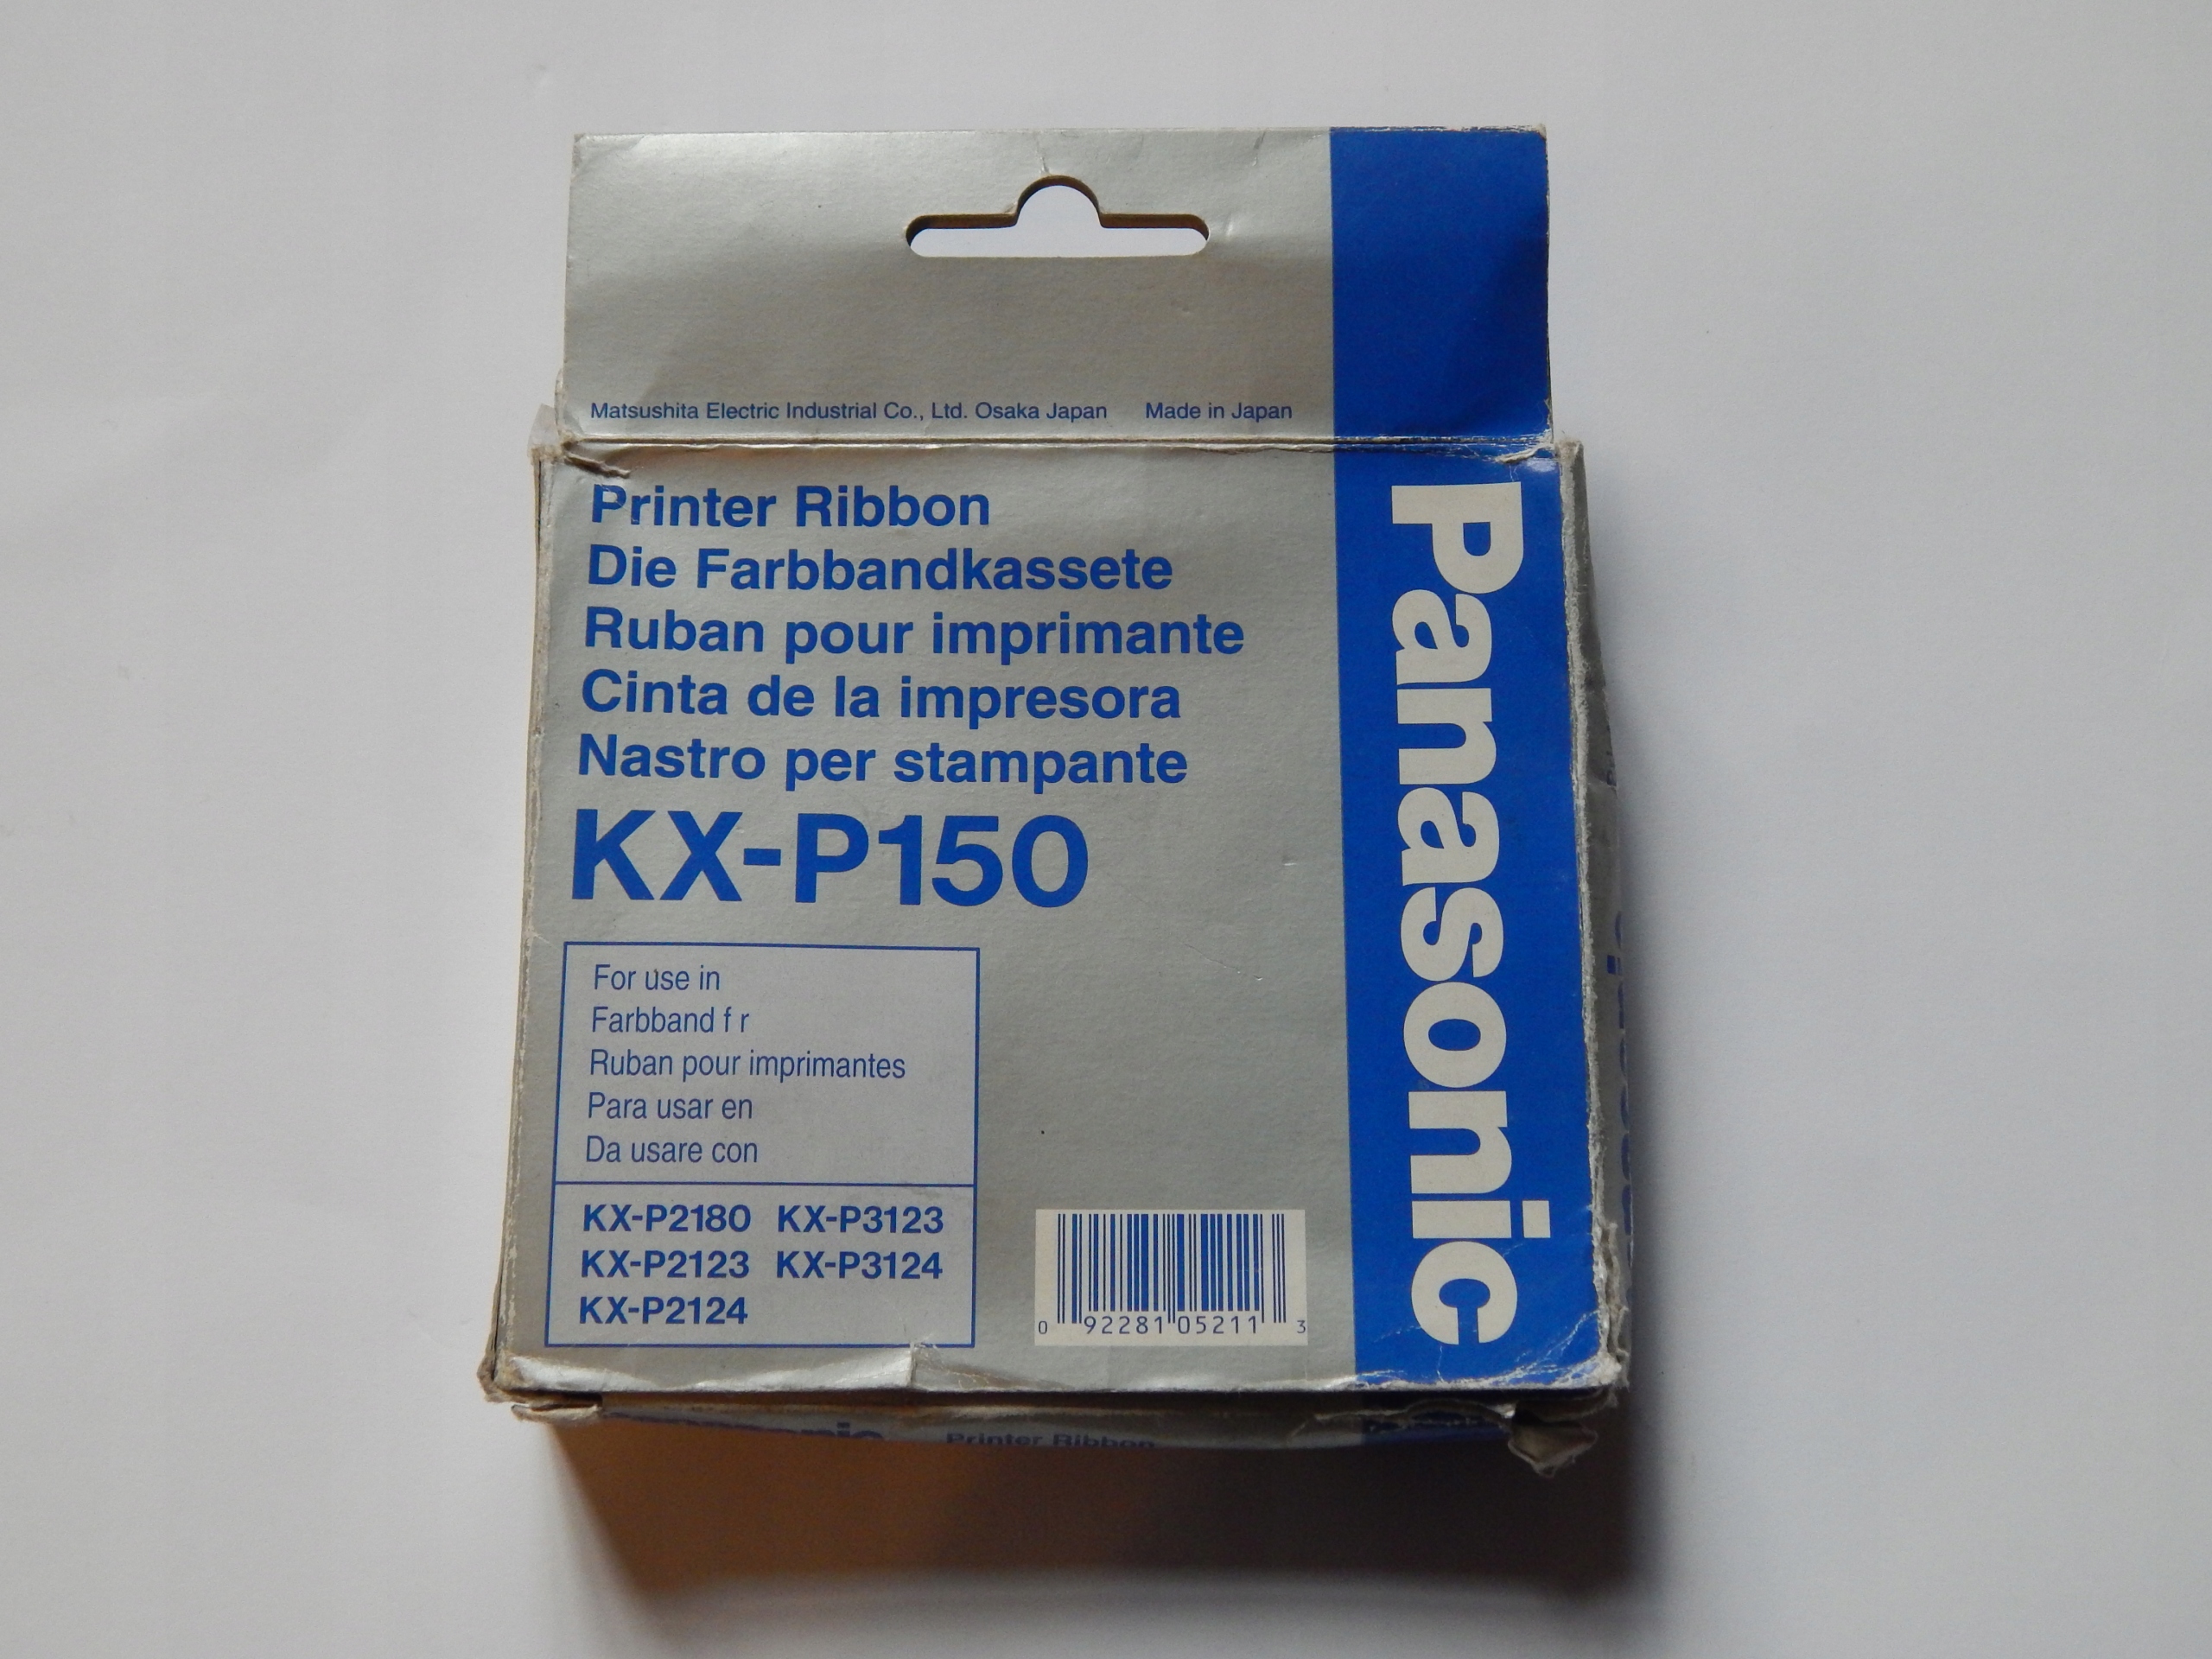 Matsushita Electric Industrial Co., Ltd. Osaka Japan Made in Japan
Printer Ribbon
Die Farbbandkassete
Ruban pour imprimante
Cinta de la impresora
Nastro per stampante
KX-P150
For use in
Farbband f r
Ruban pour imprimantes
Para usar en
Da usare con
KX-P2180 KX-P3123
KX-P2123 KX-P3124
KX-P2124
0 92281 05211 3
Panasonic
Panasonic Printer Ribbon
Panasonic